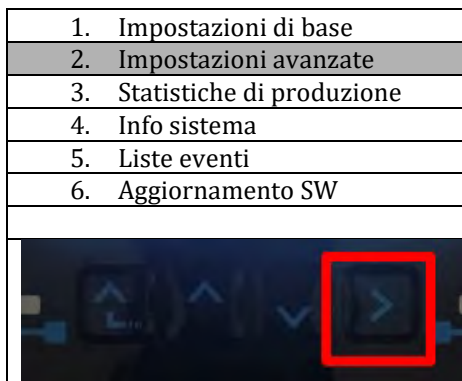 1. Impostazioni di base
2. Impostazioni avanzate
3. Statistiche di produzione
4. Info sistema
5. Liste eventi
6. Aggiornamento SW